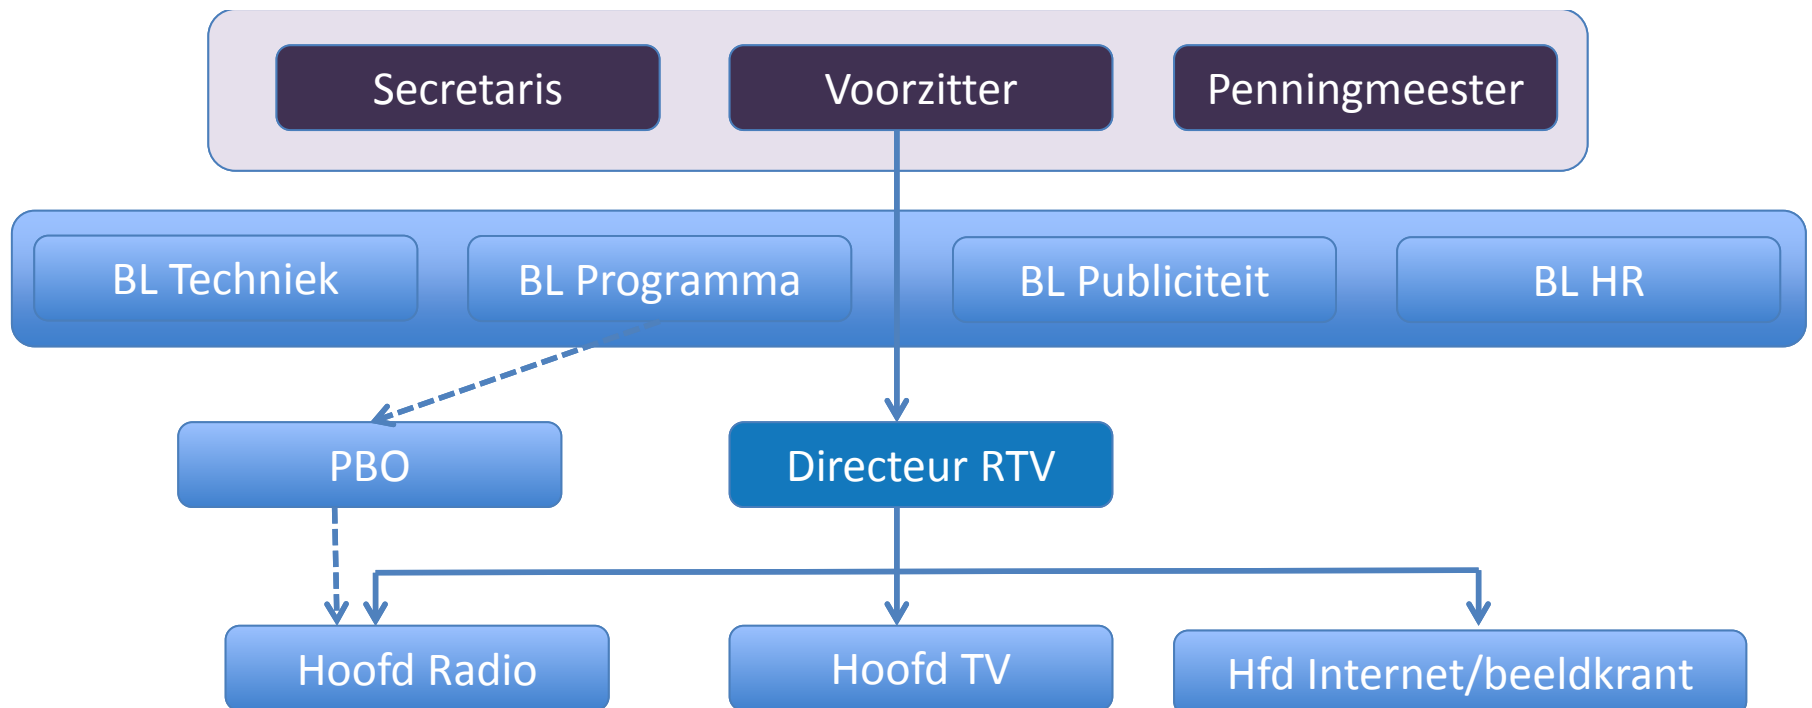 Secretaris
Voorzitter
Penningmeester
BL Techniek
BL Programma
BL Publiciteit
BL HR
PBO
Directeur RTV
Hoofd Radio
Hoofd TV
Hfd Internet/beeldkrant